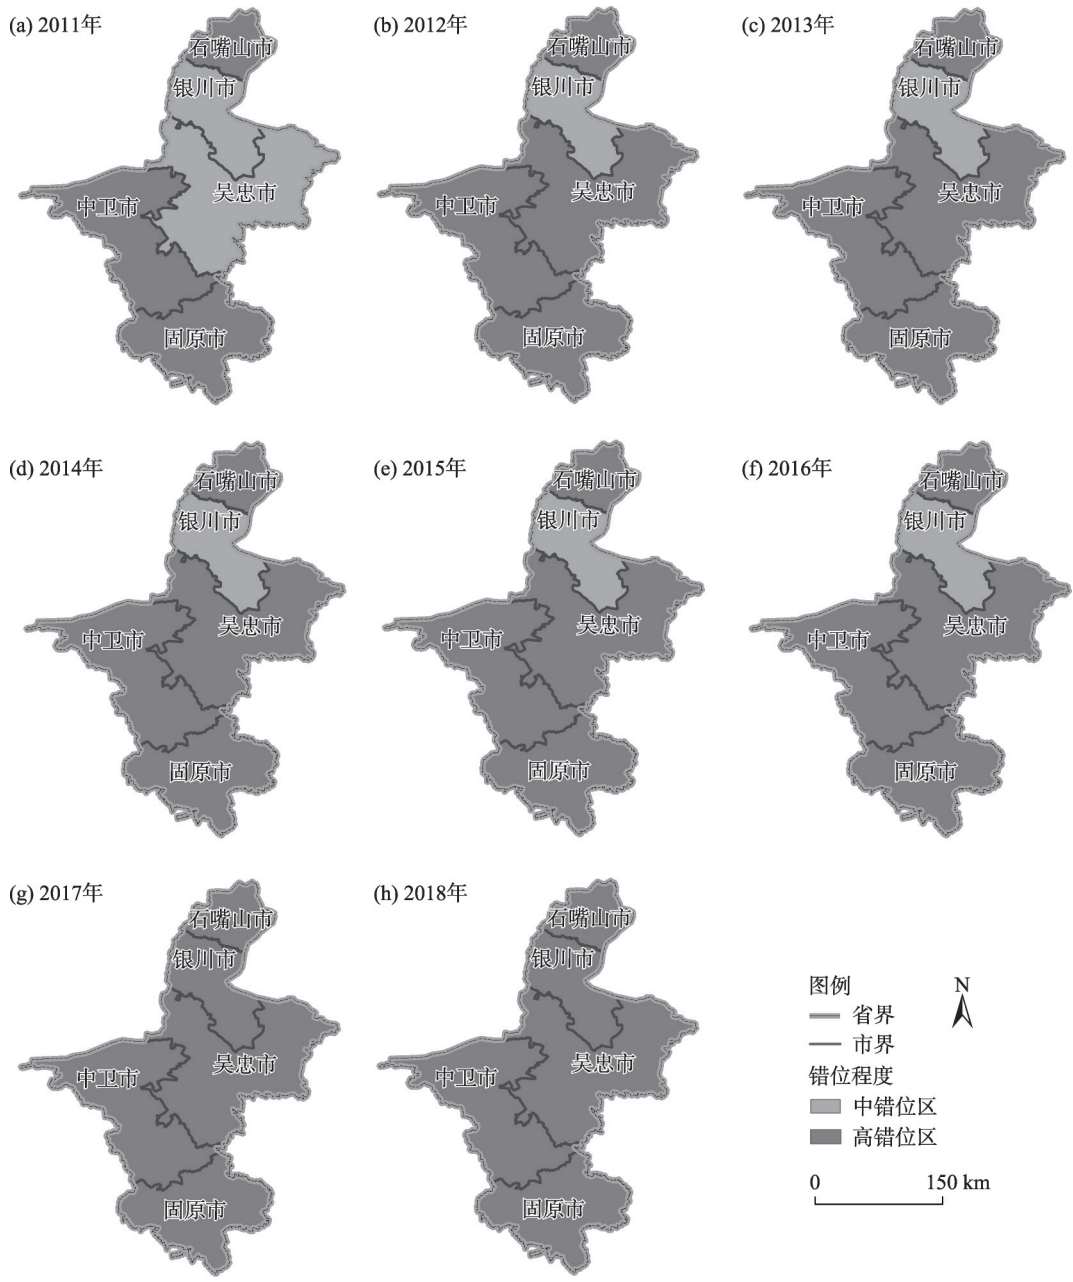 (a) 2011年
石嘴山市
银川市
吴忠市
中卫市
固原市
(b) 2012年
石嘴山市
银川市
吴忠市
中卫市
固原市
(c) 2013年
石嘴山市
银川市
吴忠市
中卫市
固原市
(d) 2014年
石嘴山市
银川市
吴忠市
中卫市
固原市
(e) 2015年
石嘴山市
银川市
吴忠市
中卫市
固原市
(f) 2016年
石嘴山市
银川市
吴忠市
中卫市
固原市
(g) 2017年
石嘴山市
银川市
吴忠市
中卫市
固原市
(h) 2018年
石嘴山市
银川市
吴忠市
中卫市
固原市
图例
N
省界
市界
错位程度
中错位区
高错位区
0 150 km